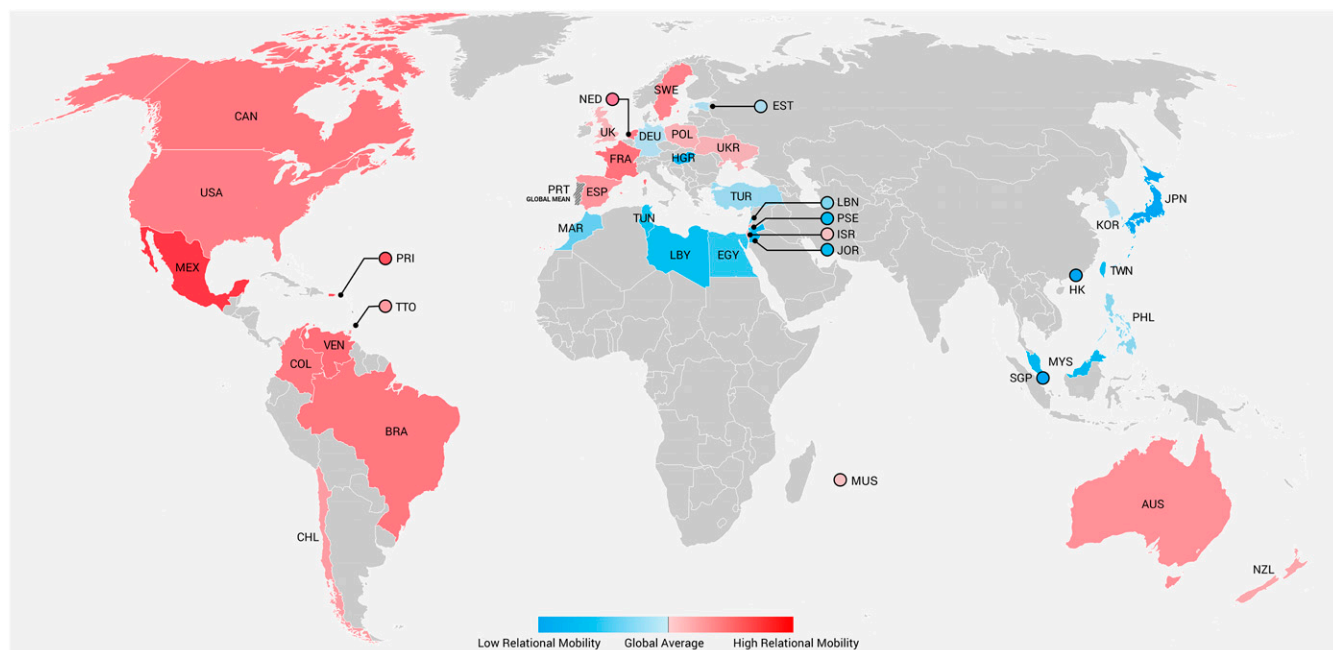 CAN
USA
MEX
PRI
TTO
VEN
COL
BRA
CHL
SWE
NED
EST
UK
DEU
POL
UKR
FRA
HGR
PRT
GLOBAL MEAN
ESP
TUR
MAR
TUN
LBY
EGY
LBN
PSE
ISR
JOR
JPN
KOR
TWN
HK
PHL
MYS
SGP
MUS
AUS
NZL
Low Relational Mobility Global Average High Relational Mobility